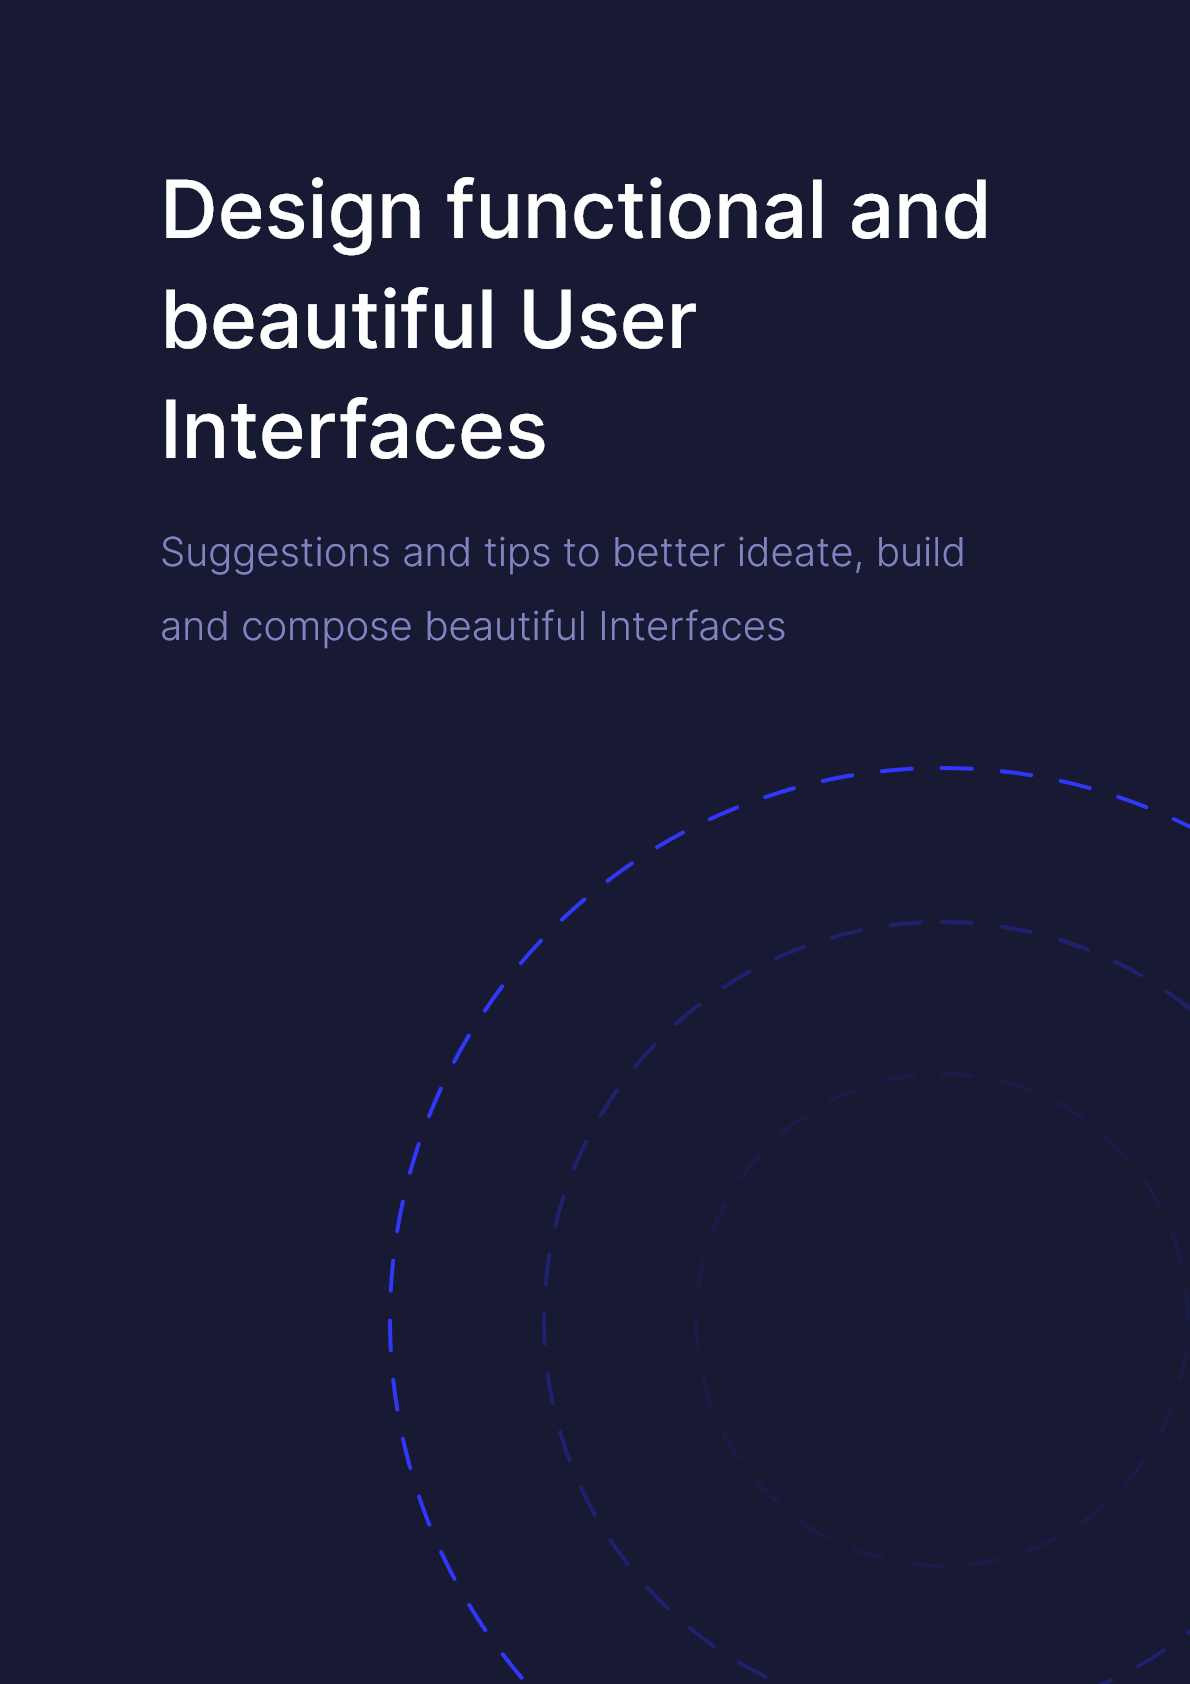 Design functional and
beautiful User
Interfaces
Suggestions and tips to better ideate, build
and compose beautiful Interfaces